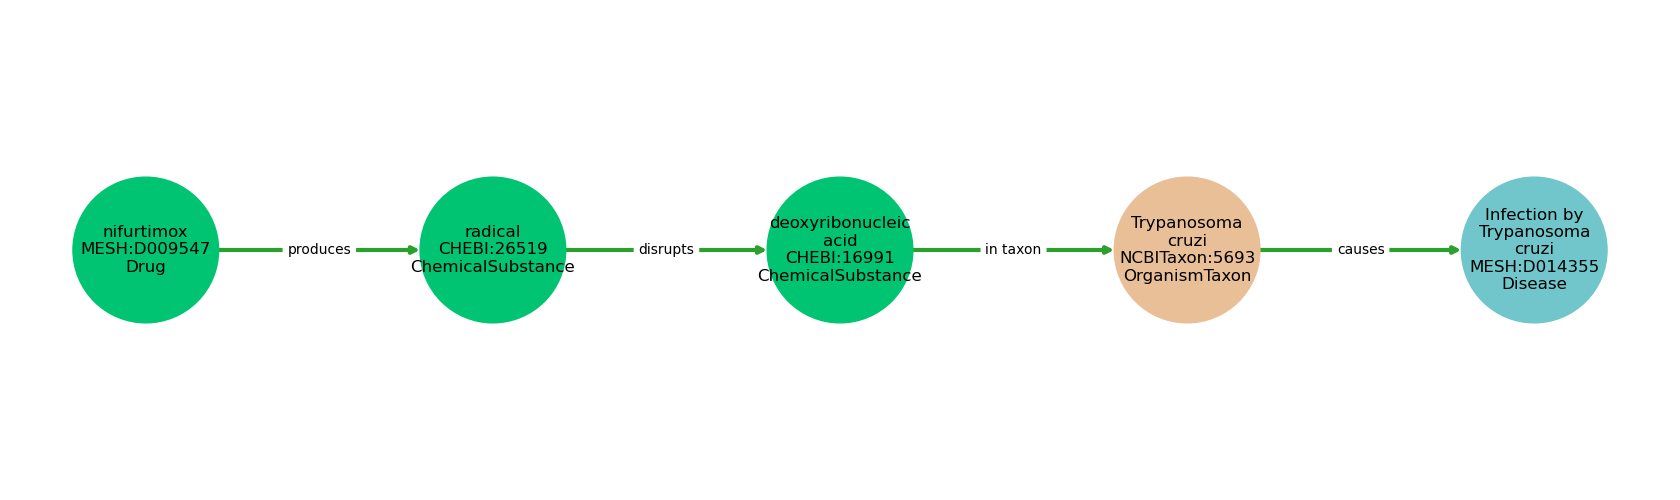 nifurtimox
MESH:D009547
Drug
produces
radical
CHEBI:26519
ChemicalSubstance
disrupts
deoxyribonucleic
acid
CHEBI:16991
ChemicalSubstance
in taxon
Trypanosoma
cruzi
NCBITaxon:5693
OrganismTaxon
causes
Infection by
Trypanosoma
cruzi
MESH:D014355
Disease